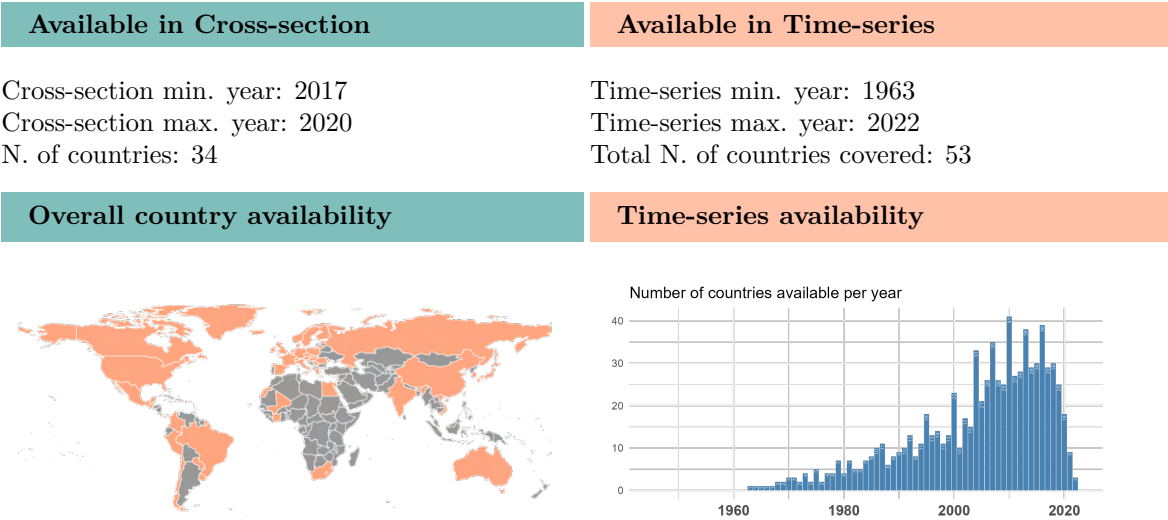 Available in Cross-section
Available in Time-series
Cross-section min. year: 2017
Cross-section max. year: 2020
N. of countries: 34
Time-series min. year: 1963
Time-series max. year: 2022
Total N. of countries covered: 53
Overall country availability
Time-series availability
Number of countries available per year
40
30
20
10
0
1960 1980 2000 2020